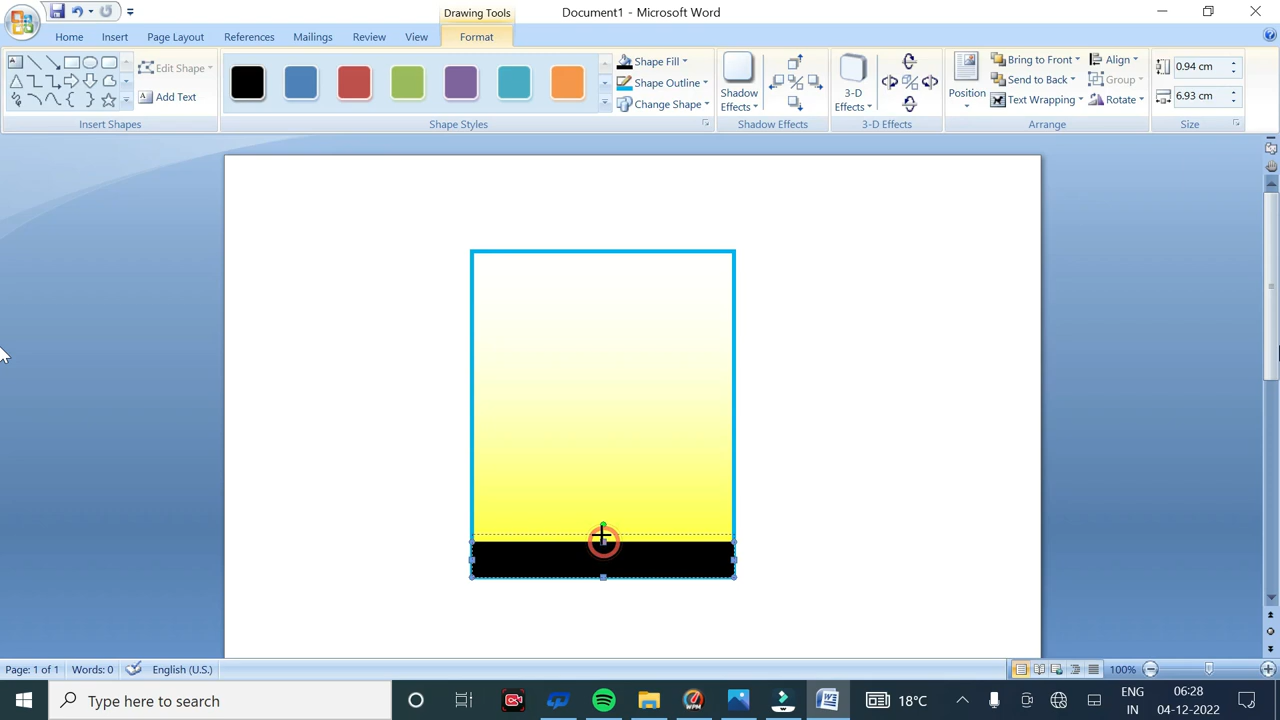 Drawing Tools
Document1 - Microsoft Word
Home Insert Page Layout References Mailings Review View Format
Edit Shape
Add Text
Insert Shapes
Shape Fill
Shape Outline
Change Shape
Shape Styles
Shadow Effects
Shadow Effects
3-D Effects
3-D Effects
Position
Bring to Front
Send to Back
Text Wrapping
Align
Group
Rotate
Arrange
0.94 cm
6.93 cm
Size
Page: 1 of 1 Words: 0 English (U.S.) 100%
Type here to search
WPM
18°C
ENG
IN
06:28
04-12-2022